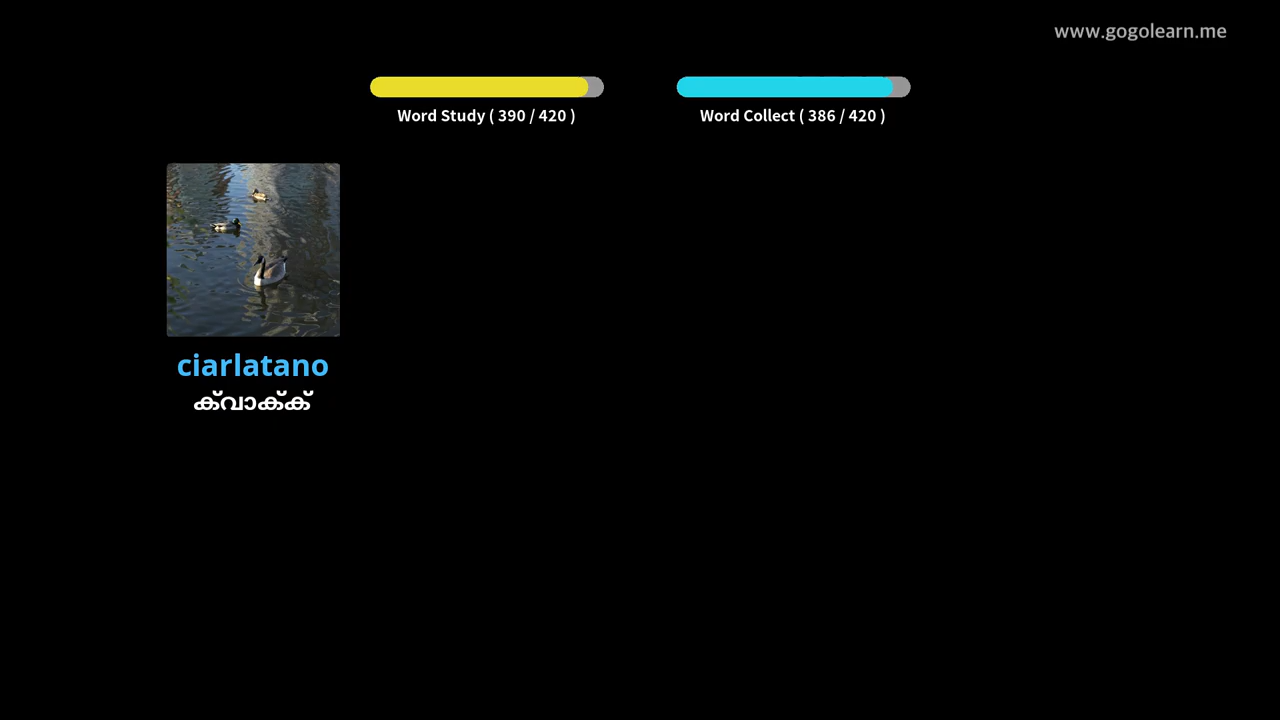 www.gogolearn.me
Word Study ( 390 / 420 )
Word Collect ( 386 / 420 )
ciarlatano
ക്വാക്ക്